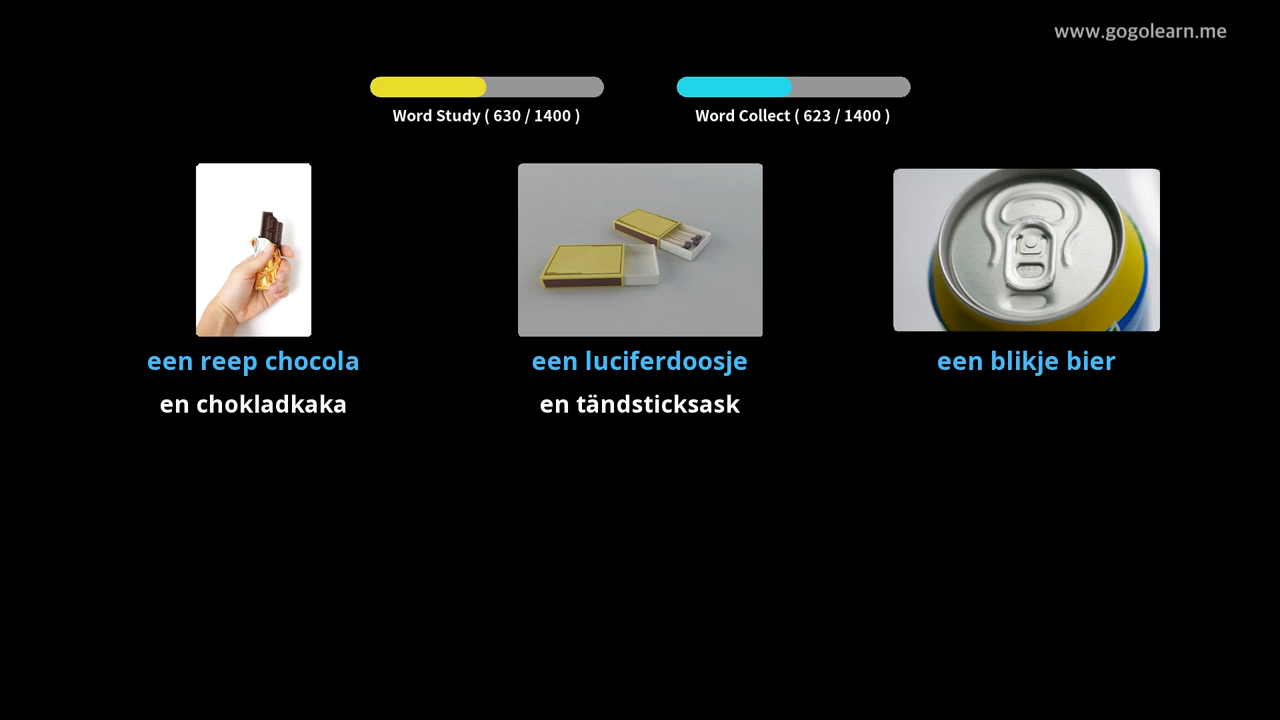 www.gogolearn.me
Word Study ( 630 / 1400 )
Word Collect ( 623 / 1400 )
een reep chocola
een luciferdoosje
een blikje bier
en chokladkaka
en tändsticksask